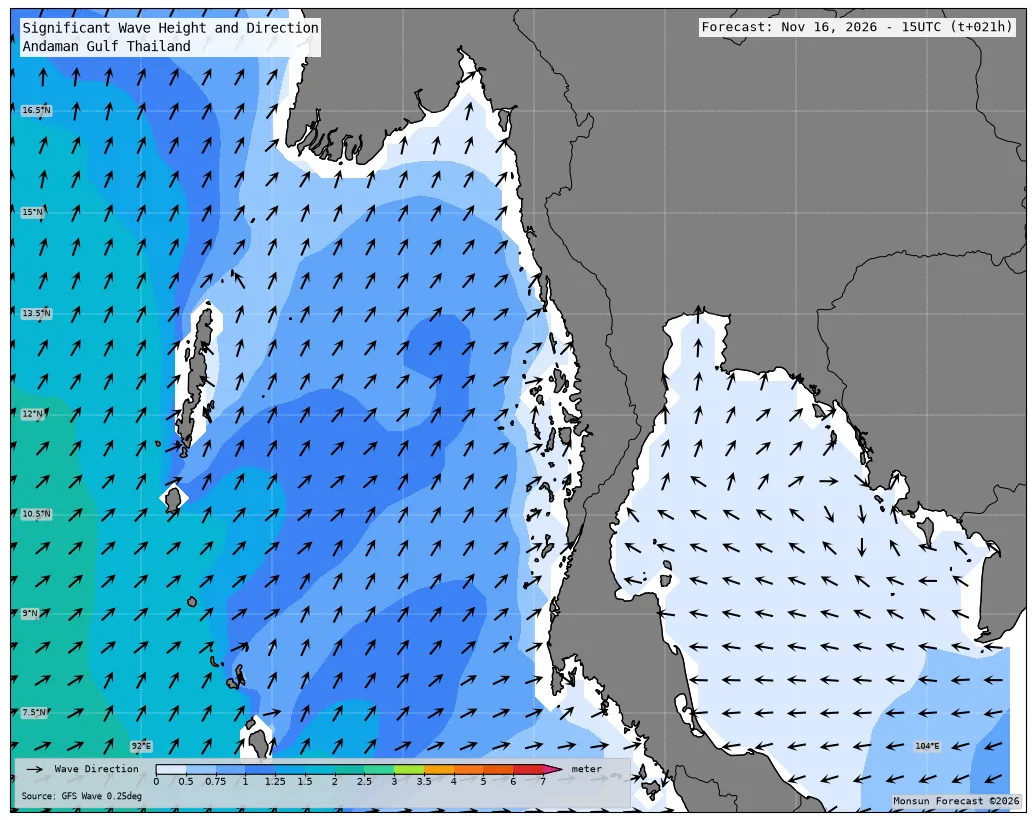 Significant Wave Height and Direction
Andaman Gulf Thailand
Forecast: Nov 16, 2026 - 15UTC (t+021h)
16.5°N
15°N
13.5°N
12°N
10.5°N
9°N
7.5°N
92°E
104°E
Wave Direction
meter
0 0.5 0.75 1 1.25 1.5 2 2.5 3 3.5 4 5 6 7
Source: GFS Wave 0.25deg
Monsun Forecast ©2026